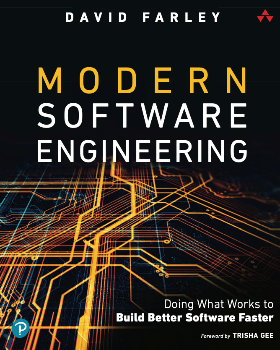 DAVID FARLEY
MODERN
SOFTWARE
ENGINEERING
Doing What Works to
Build Better Software Faster
Foreword by TRISHA GEE
P